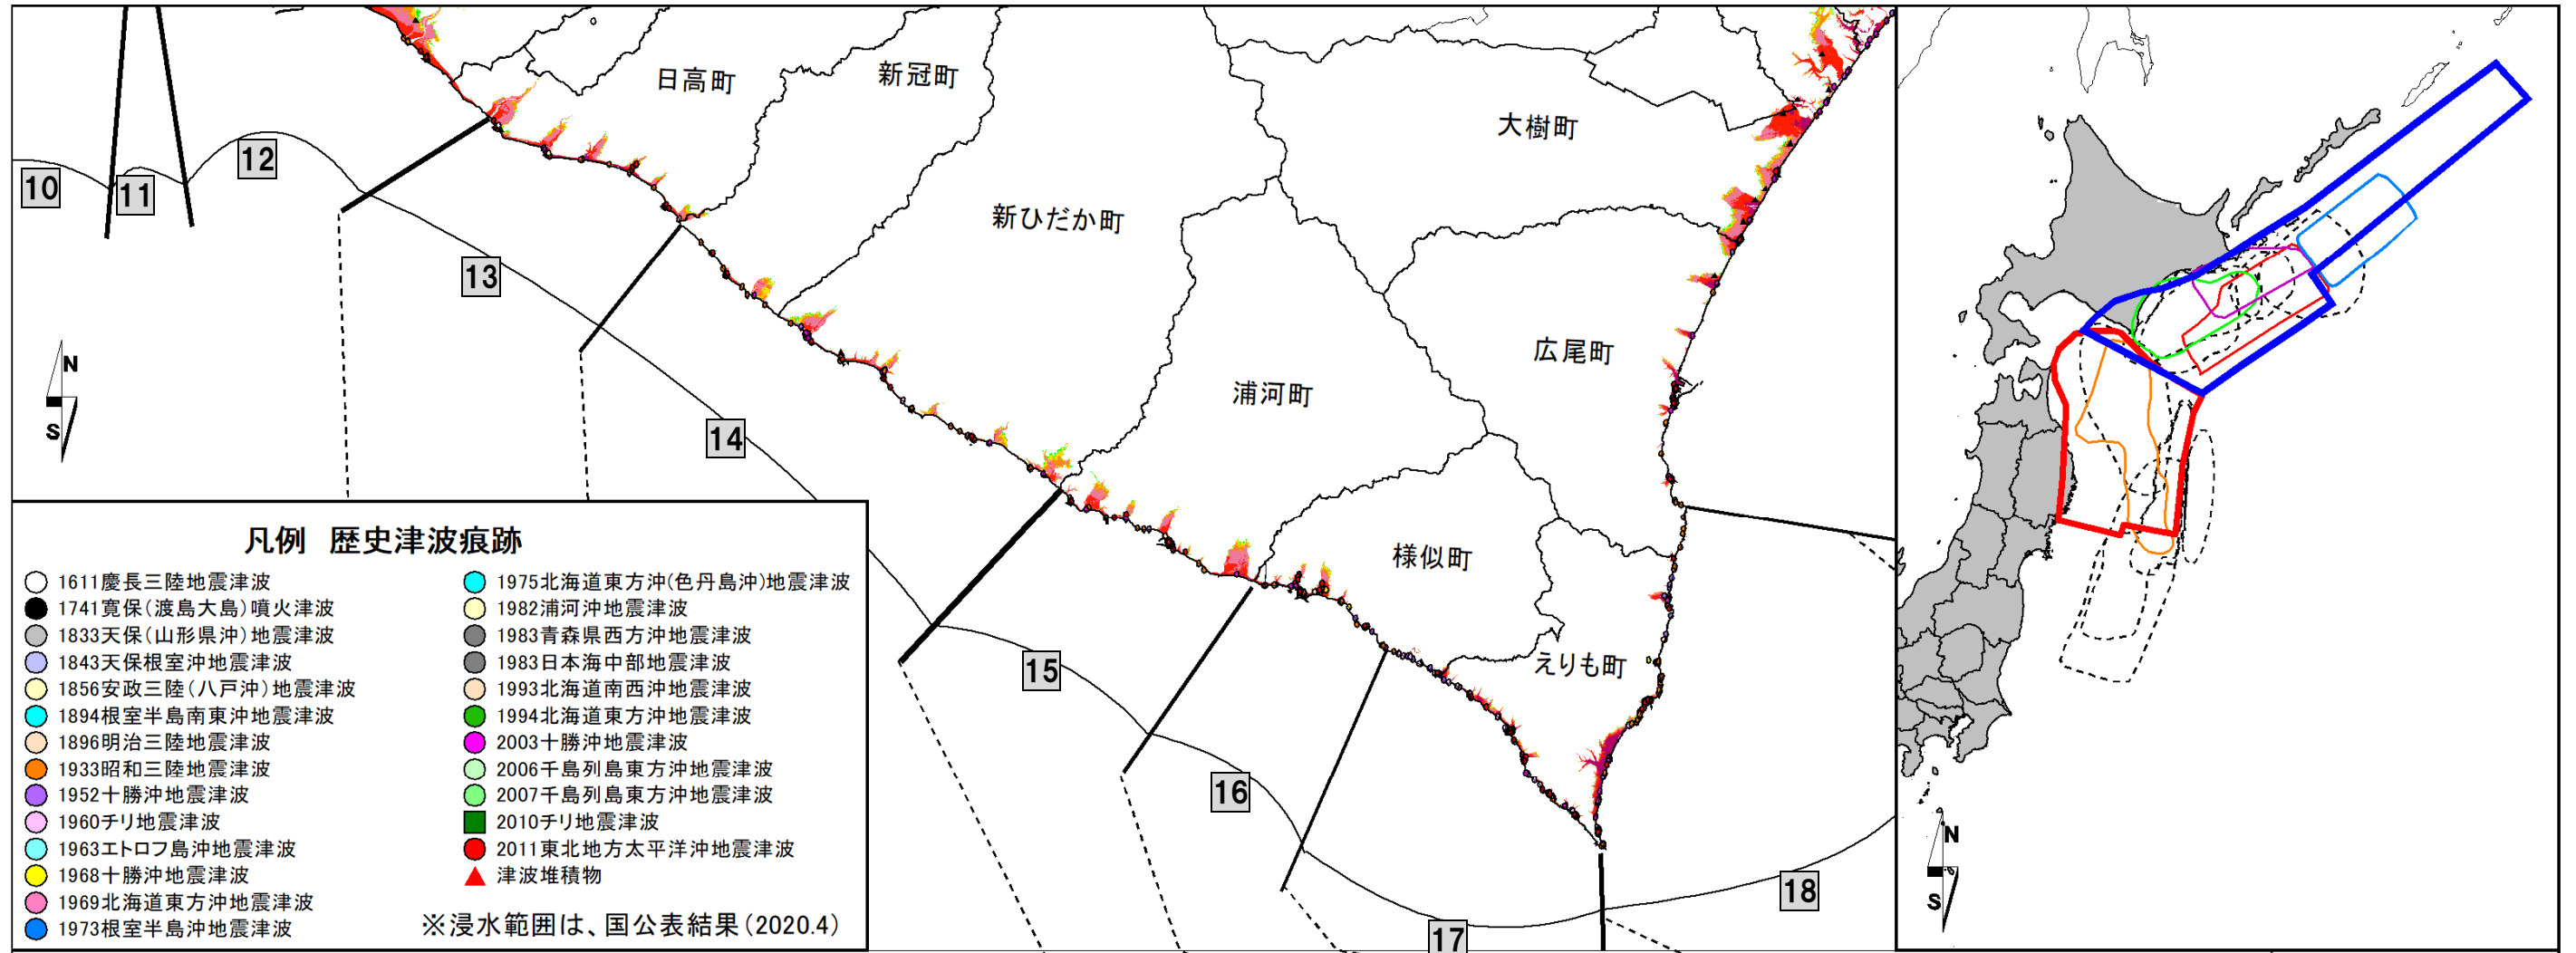 日高町
新冠町
新ひだか町
大樹町
広尾町
浦河町
様似町
えりも町
10
11
12
13
14
15
16
17
18
N
S
凡例 歴史津波痕跡
1611慶長三陸地震津波
1741寛保(渡島大島)噴火津波
1833天保(山形県沖)地震津波
1843天保根室沖地震津波
1856安政三陸(八戸沖)地震津波
1894根室半島南東沖地震津波
1896明治三陸地震津波
1933昭和三陸地震津波
1952十勝沖地震津波
1960チリ地震津波
1963エトロフ島沖地震津波
1968十勝沖地震津波
1969北海道東方沖地震津波
1973根室半島沖地震津波
1975北海道東方沖(色丹島沖)地震津波
1982浦河沖地震津波
1983青森県西方沖地震津波
1983日本海中部地震津波
1993北海道南西沖地震津波
1994北海道東方沖地震津波
2003十勝沖地震津波
2006千島列島東方沖地震津波
2007千島列島東方沖地震津波
2010チリ地震津波
2011東北地方太平洋沖地震津波
津波堆積物
※浸水範囲は、国公表結果(2020.4)
N
S